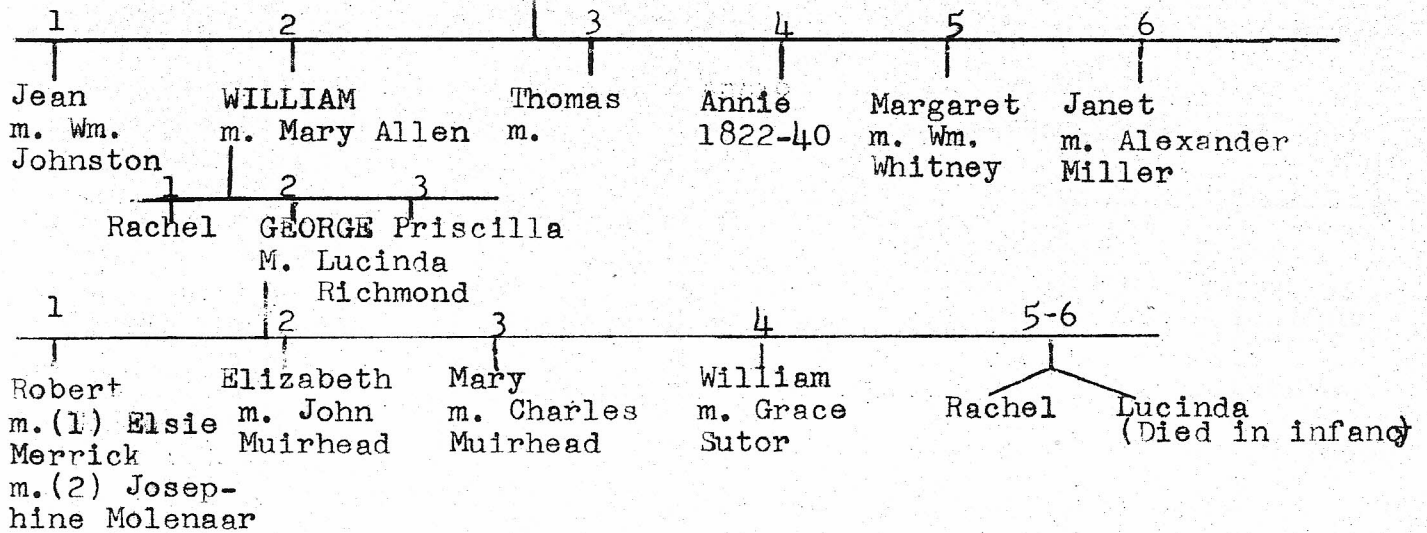 1 2 3 4 5 6
Jean
m. Wm.
Johnston
WILLIAM
m. Mary Allen
Thomas
m.
Annie
1822-40
Margaret
m. Wm.
Whitney
Janet
m. Alexander
Miller
1 2 3
Rachel
GEORGE
M. Lucinda
Richmond
Priscilla
1 2 3 4 5-6
Robert
m.(1) Elsie
Merrick
m.(2) Josep-
hine Molenaar
Elizabeth
m. John
Muirhead
Mary
m. Charles
Muirhead
William
m. Grace
Sutor
Rachel
Lucinda
(Died in infancy)